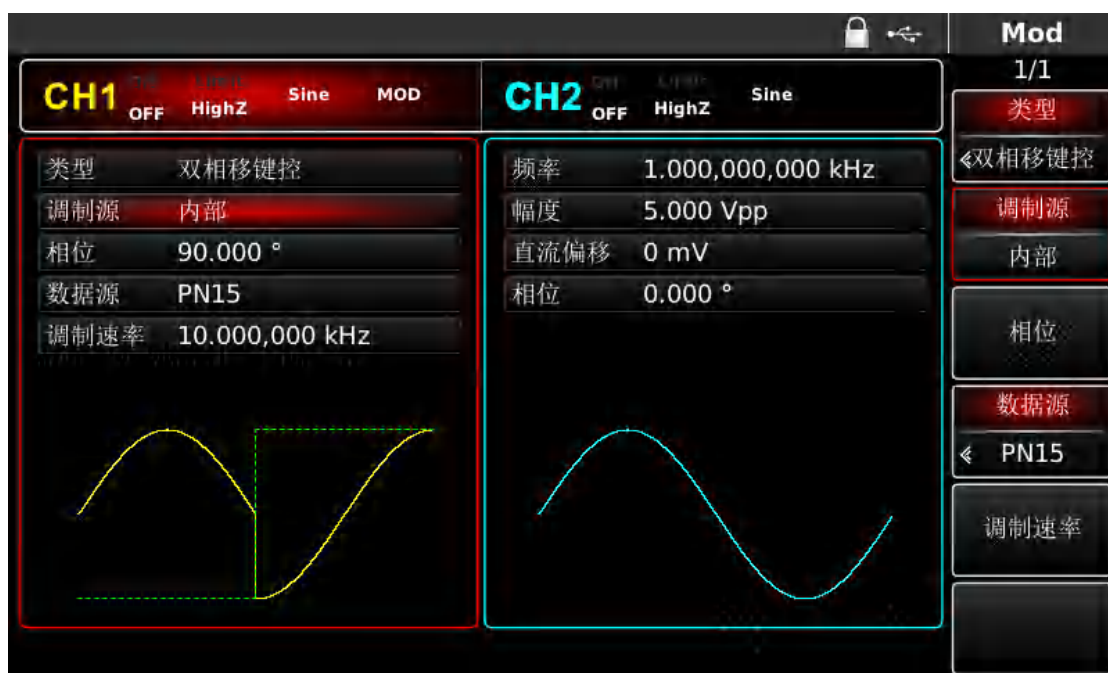 Mod
1/1
CH1 OFF HighZ Sine MOD
CH2 OFF HighZ Sine
类型 双相移键控
调制源 内部
相位 90.000 °
数据源 PN15
调制速率 10.000,000 kHz
频率 1.000,000,000 kHz
幅度 5.000 Vpp
直流偏移 0 mV
相位 0.000 °
类型
双相移键控
调制源
内部
相位
数据源
PN15
调制速率